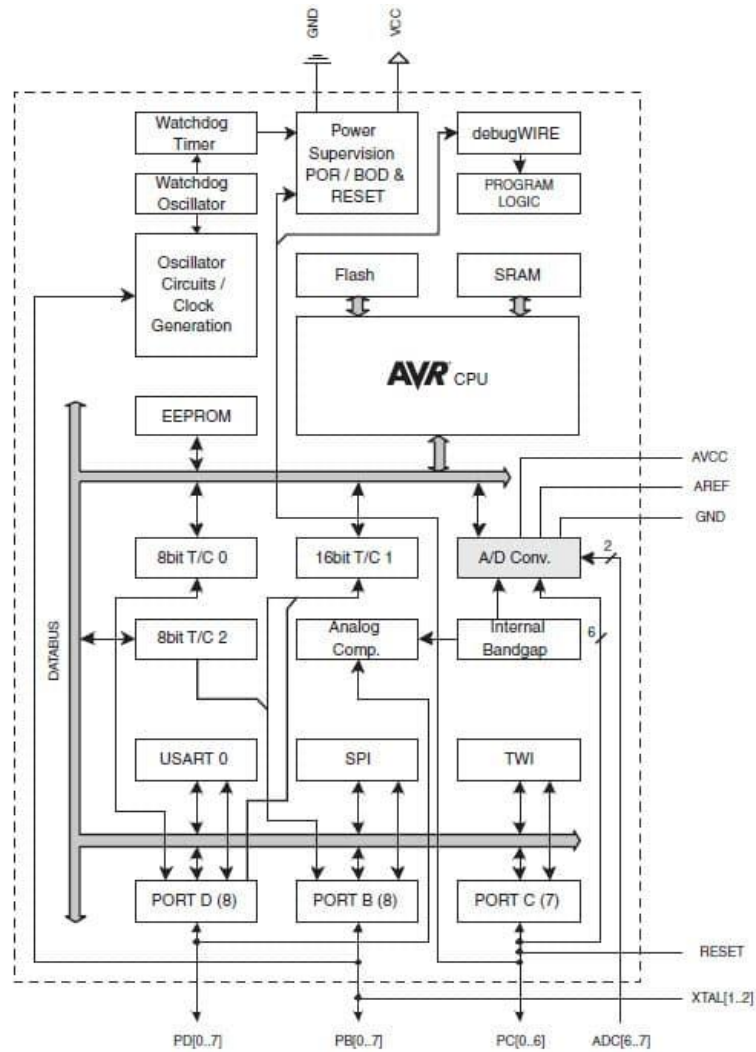 GND
VCC
Watchdog
Timer
Power
Supervision
POR / BOD &
RESET
debugWIRE
Watchdog
Oscillator
PROGRAM
LOGIC
Oscillator
Circuits /
Clock
Generation
Flash
SRAM
AVR CPU
EEPROM
AVCC
AREF
GND
8bit T/C 0
16bit T/C 1
A/D Conv.
2
DATABUS
8bit T/C 2
Analog
Comp.
Internal
Bandgap
6
USART 0
SPI
TWI
PORT D (8)
PORT B (8)
PORT C (7)
RESET
XTAL[1..2]
PD[0..7]
PB[0..7]
PC[0..6]
ADC[6..7]